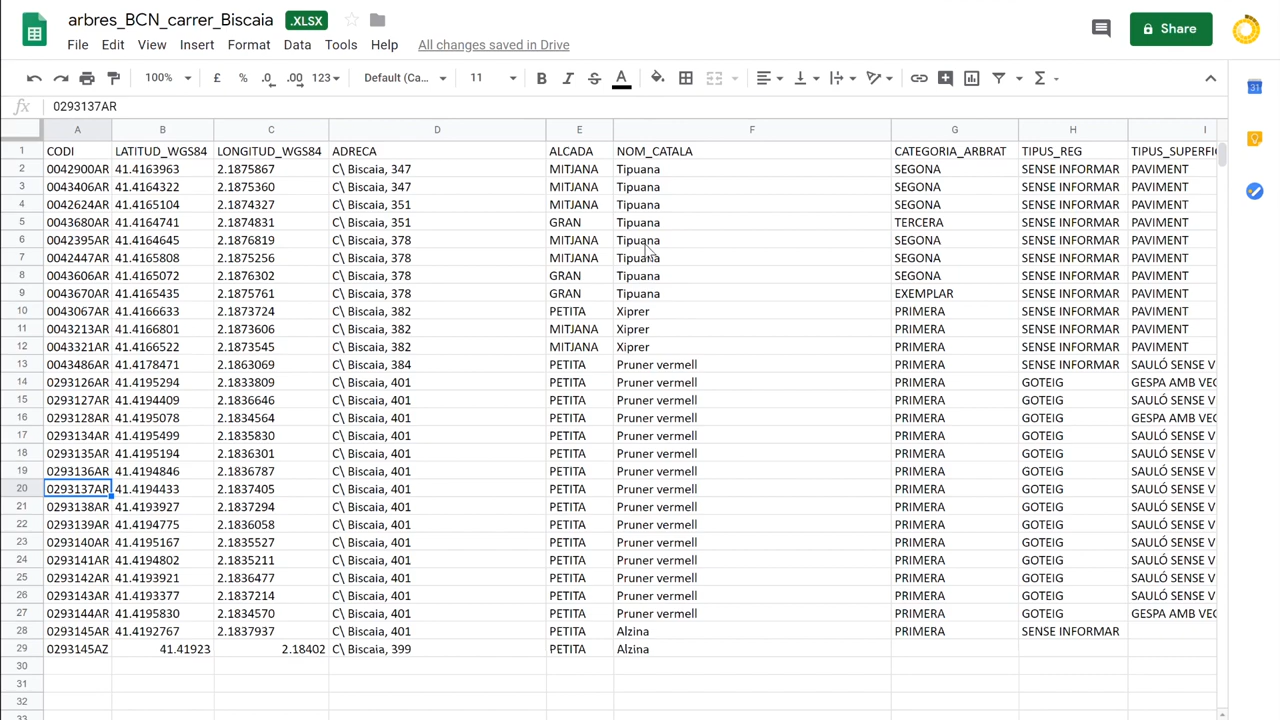 arbres_BCN_carrer_Biscaia .XLSX
File Edit View Insert Format Data Tools Help All changes saved in Drive
Share
100% £ % .0 .00 123 Default (Ca... 11 B I S A Σ
31
fx 0293137AR
A B C D E F G H I
1 CODI LATITUD_WGS84 LONGITUD_WGS84 ADRECA ALCADA NOM_CATALA CATEGORIA_ARBRAT TIPUS_REG TIPUS_SUPERFIC
2 0042900AR 41.4163963 2.1875867 C\ Biscaia, 347 MITJANA Tipuana SEGONA SENSE INFORMAR PAVIMENT
3 0043406AR 41.4164322 2.1875360 C\ Biscaia, 347 MITJANA Tipuana SEGONA SENSE INFORMAR PAVIMENT
4 0042624AR 41.4165104 2.1874327 C\ Biscaia, 351 MITJANA Tipuana SEGONA SENSE INFORMAR PAVIMENT
5 0043680AR 41.4164741 2.1874831 C\ Biscaia, 351 GRAN Tipuana TERCERA SENSE INFORMAR PAVIMENT
6 0042395AR 41.4164645 2.1876819 C\ Biscaia, 378 MITJANA Tipuana SEGONA SENSE INFORMAR PAVIMENT
7 0042447AR 41.4165808 2.1875256 C\ Biscaia, 378 MITJANA Tipuana SEGONA SENSE INFORMAR PAVIMENT
8 0043606AR 41.4165072 2.1876302 C\ Biscaia, 378 GRAN Tipuana SEGONA SENSE INFORMAR PAVIMENT
9 0043670AR 41.4165435 2.1875761 C\ Biscaia, 378 GRAN Tipuana EXEMPLAR SENSE INFORMAR PAVIMENT
10 0043067AR 41.4166633 2.1873724 C\ Biscaia, 382 PETITA Xiprer PRIMERA SENSE INFORMAR PAVIMENT
11 0043213AR 41.4166801 2.1873606 C\ Biscaia, 382 MITJANA Xiprer PRIMERA SENSE INFORMAR PAVIMENT
12 0043321AR 41.4166522 2.1873545 C\ Biscaia, 382 MITJANA Xiprer PRIMERA SENSE INFORMAR PAVIMENT
13 0043486AR 41.4178471 2.1863069 C\ Biscaia, 384 PETITA Pruner vermell PRIMERA SENSE INFORMAR SAULÓ SENSE V
14 0293126AR 41.4195294 2.1833809 C\ Biscaia, 401 PETITA Pruner vermell PRIMERA GOTEIG GESPA AMB VEG
15 0293127AR 41.4194409 2.1836646 C\ Biscaia, 401 PETITA Pruner vermell PRIMERA GOTEIG SAULÓ SENSE V
16 0293128AR 41.4195078 2.1834564 C\ Biscaia, 401 PETITA Pruner vermell PRIMERA GOTEIG GESPA AMB VEG
17 0293134AR 41.4195499 2.1835830 C\ Biscaia, 401 PETITA Pruner vermell PRIMERA GOTEIG SAULÓ SENSE V
18 0293135AR 41.4195194 2.1836301 C\ Biscaia, 401 PETITA Pruner vermell PRIMERA GOTEIG SAULÓ SENSE V
19 0293136AR 41.4194846 2.1836787 C\ Biscaia, 401 PETITA Pruner vermell PRIMERA GOTEIG SAULÓ SENSE V
20 0293137AR 41.4194433 2.1837405 C\ Biscaia, 401 PETITA Pruner vermell PRIMERA GOTEIG SAULÓ SENSE V
21 0293138AR 41.4193927 2.1837294 C\ Biscaia, 401 PETITA Pruner vermell PRIMERA GOTEIG SAULÓ SENSE V
22 0293139AR 41.4194775 2.1836058 C\ Biscaia, 401 PETITA Pruner vermell PRIMERA GOTEIG SAULÓ SENSE V
23 0293140AR 41.4195167 2.1835527 C\ Biscaia, 401 PETITA Pruner vermell PRIMERA GOTEIG SAULÓ SENSE V
24 0293141AR 41.4194802 2.1835211 C\ Biscaia, 401 PETITA Pruner vermell PRIMERA GOTEIG SAULÓ SENSE V
25 0293142AR 41.4193921 2.1836477 C\ Biscaia, 401 PETITA Pruner vermell PRIMERA GOTEIG SAULÓ SENSE V
26 0293143AR 41.4193377 2.1837214 C\ Biscaia, 401 PETITA Pruner vermell PRIMERA GOTEIG SAULÓ SENSE V
27 0293144AR 41.4195830 2.1834570 C\ Biscaia, 401 PETITA Pruner vermell PRIMERA GOTEIG GESPA AMB VEG
28 0293145AR 41.4192767 2.1837937 C\ Biscaia, 401 PETITA Alzina PRIMERA SENSE INFORMAR
29 0293145AZ 41.41923 2.18402 C\ Biscaia, 399 PETITA Alzina
30
31
32
33